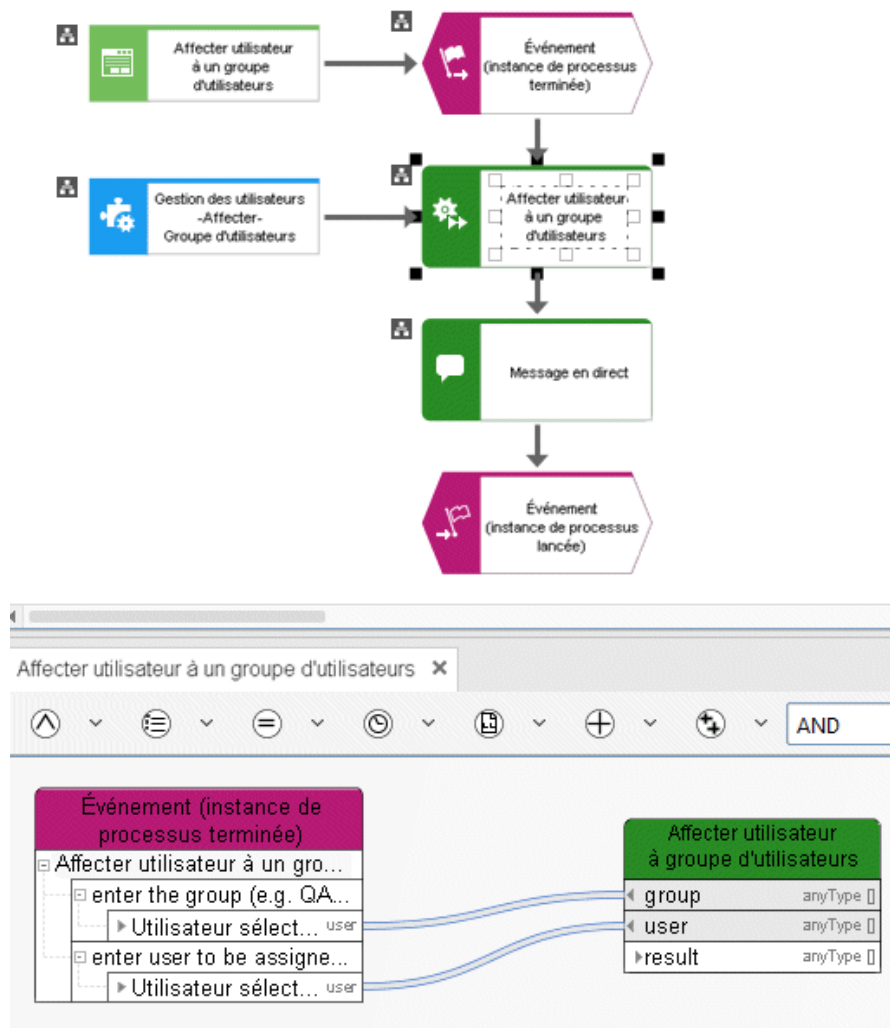 Affecter utilisateur
à un groupe
d'utilisateurs
Événement
(instance de processus
terminée)
Gestion des utilisateurs
-Affecter-
Groupe d'utilisateurs
Affecter utilisateur
à un groupe
d'utilisateurs
Message en direct
Événement
(instance de processus
lancée)
Affecter utilisateur à un groupe d'utilisateurs
AND
Événement (instance de
processus terminée)
Affecter utilisateur à un gro...
enter the group (e.g. QA...
Utilisateur sélect... user
enter user to be assigne...
Utilisateur sélect... user
Affecter utilisateur
à groupe d'utilisateurs
group anyType []
user anyType []
result anyType []